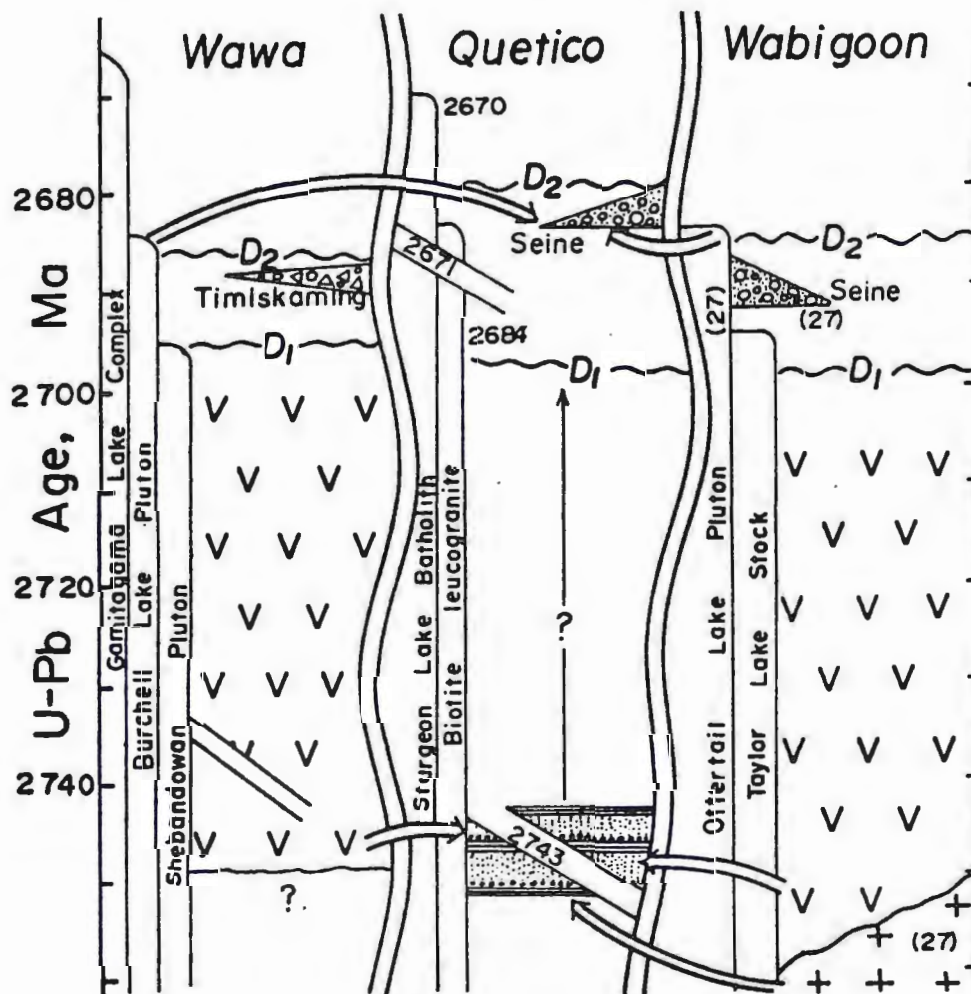 Wawa
Quetico
Wabigoon
2670
D2
2680
Seine
D2
D2
2671
Timiskaming
Seine
(27)
(27)
2684
D1
D1
D1
2700
U-Pb Age, Ma
Gamitagama Lake Complex
Burchell Lake Pluton
Shebandowan Pluton
Sturgeon Lake Batholith
Biotite leucogranite
Ottertail Lake Pluton
Taylor Lake Stock
V V V V V
V V V
V V V
2720
V V V
?
V V V
V V V
2740
V V V
2743
V V V
?
V V
(27)